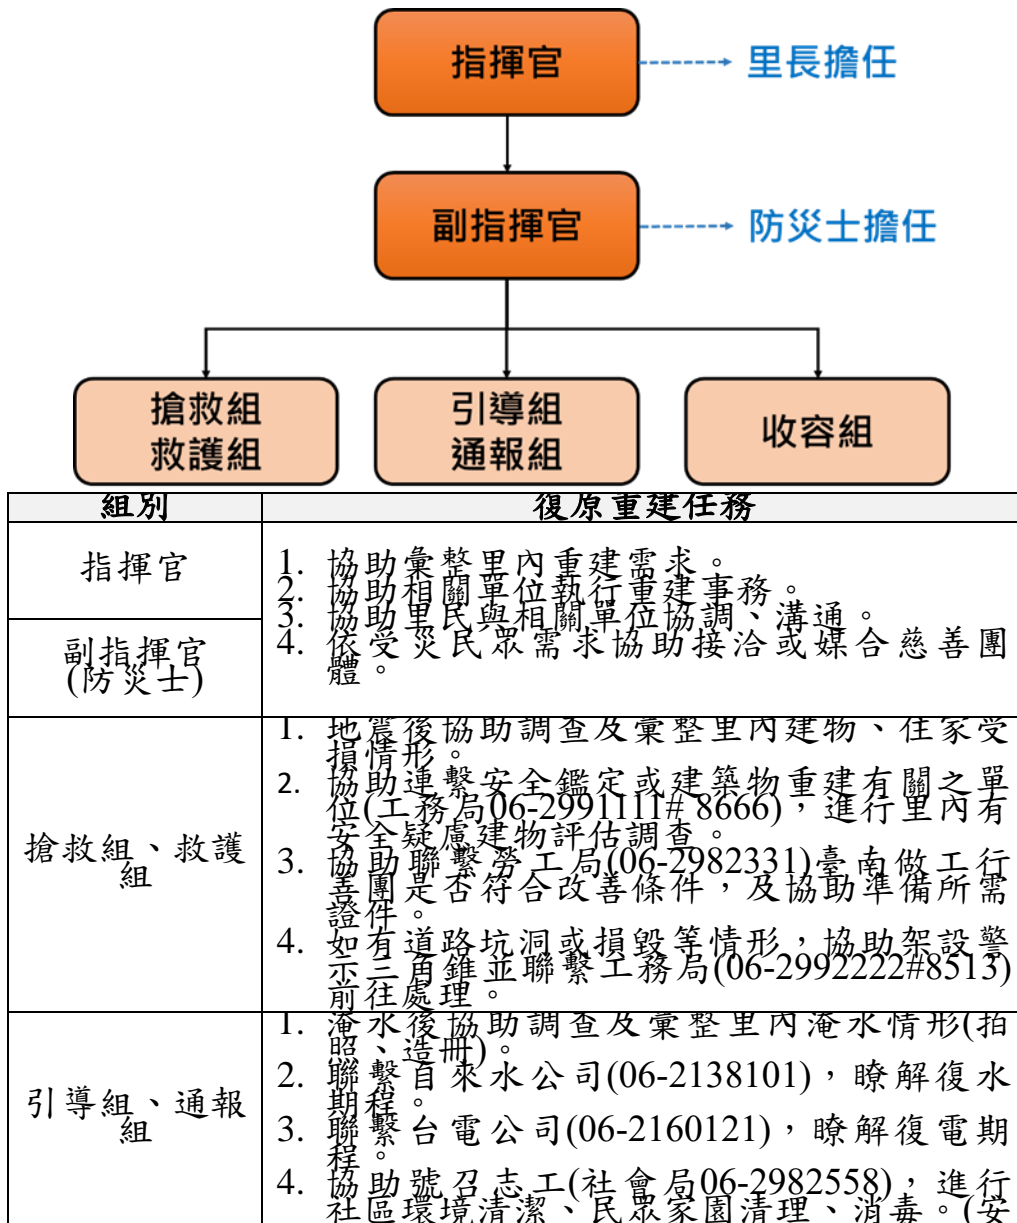 指揮官
里長擔任
副指揮官
防災士擔任
搶救組
救護組
引導組
通報組
收容組
組別
復原重建任務
指揮官
1. 協助彙整里內重建需求。
2. 協助相關單位執行重建事務。
3. 協助里民與相關單位協調、溝通。
4. 依受災民眾需求協助接洽或媒合慈善團
體。
副指揮官
(防災士)
搶救組、救護
組
1. 地震後協助調查及彙整里內建物、住家受
損情形。
2. 協助連繫安全鑑定或建築物重建有關之單
位(工務局06-2991111# 8666)，進行里內有
安全疑慮建物評估調查。
3. 協助聯繫勞工局(06-2982331)臺南做工行
善團是否符合改善條件，及協助準備所需
證件。
4. 如有道路坑洞或損毀等情形，協助架設警
示三角錐並聯繫工務局(06-2992222#8513)
前往處理。
引導組、通報
組
1. 淹水後協助調查及彙整里內淹水情形(拍
照、造冊)。
2. 聯繫自來水公司(06-2138101)，瞭解復水
期程。
3. 聯繫台電公司(06-2160121)，瞭解復電期
程。
4. 協助號召志工(社會局06-2982558)，進行
社區環境清潔、民眾家園清理、消毒。(安